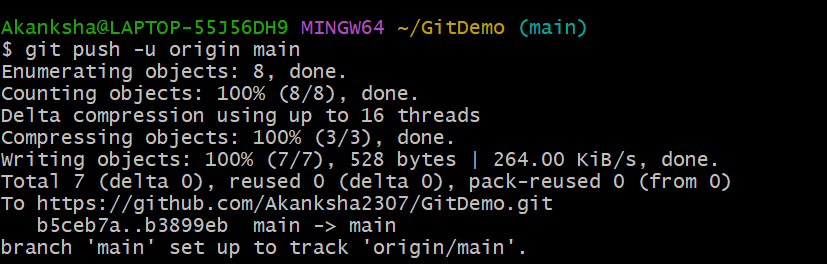 Akanksha@LAPTOP-55J56DH9 MINGW64 ~/GitDemo (main)
$ git push -u origin main
Enumerating objects: 8, done.
Counting objects: 100% (8/8), done.
Delta compression using up to 16 threads
Compressing objects: 100% (3/3), done.
Writing objects: 100% (7/7), 528 bytes | 264.00 KiB/s, done.
Total 7 (delta 0), reused 0 (delta 0), pack-reused 0 (from 0)
To https://github.com/Akanksha2307/GitDemo.git
   b5ceb7a..b3899eb  main -> main
branch 'main' set up to track 'origin/main'.